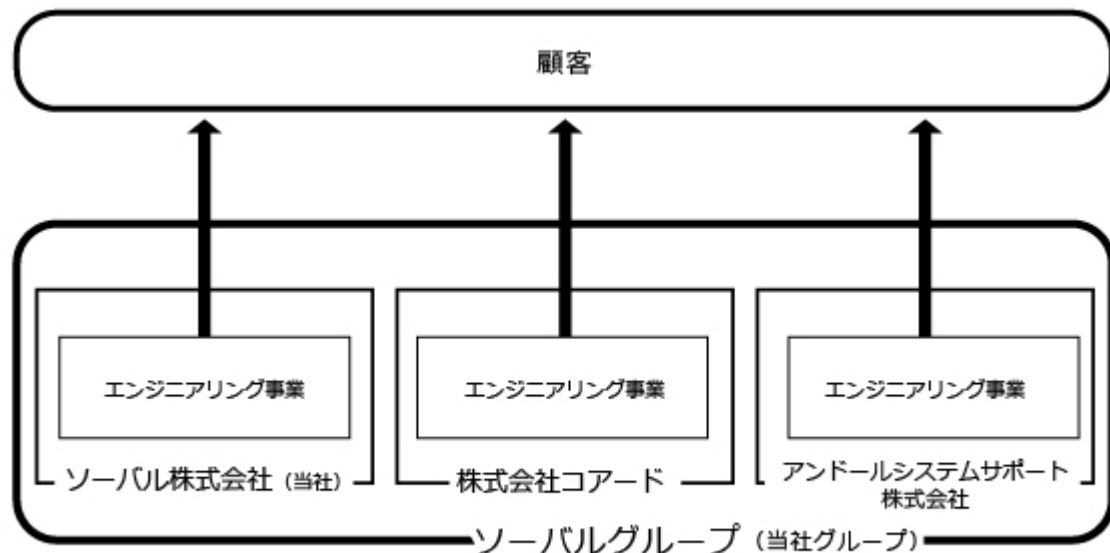 顧客
エンジニアリング事業
エンジニアリング事業
エンジニアリング事業
ソーバル株式会社（当社）
株式会社コアード
アンドールシステムサポート
株式会社
ソーバルグループ（当社グループ）